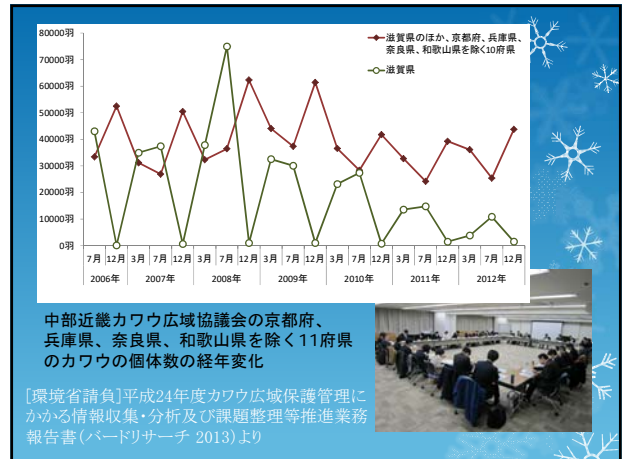 80000羽
70000羽
60000羽
50000羽
40000羽
30000羽
20000羽
10000羽
0羽
滋賀県のほか、京都府、兵庫県、
奈良県、和歌山県を除く10府県
滋賀県
7月 12月 3月 7月 12月 3月 7月 12月 3月 7月 12月 3月 7月 12月 3月 7月 12月 3月 7月 12月
2006年 2007年 2008年 2009年 2010年 2011年 2012年
中部近畿カワウ広域協議会の京都府、
兵庫県、奈良県、和歌山県を除く11府県
のカワウの個体数の経年変化
[環境省請負]平成24年度カワウ広域保護管理に
かかる情報収集・分析及び課題整理等推進業務
報告書(バードリサーチ 2013)より